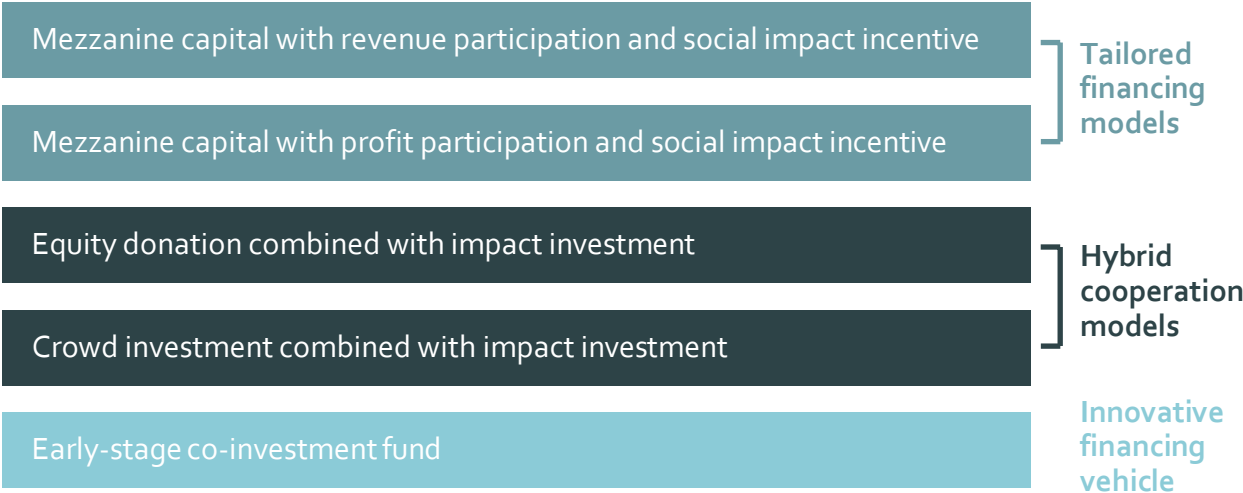 Mezzanine capital with revenue participation and social impact incentive
Mezzanine capital with profit participation and social impact incentive
Tailored
financing
models
Equity donation combined with impact investment
Crowd investment combined with impact investment
Hybrid
cooperation
models
Early-stage co-investment fund
Innovative
financing
vehicle